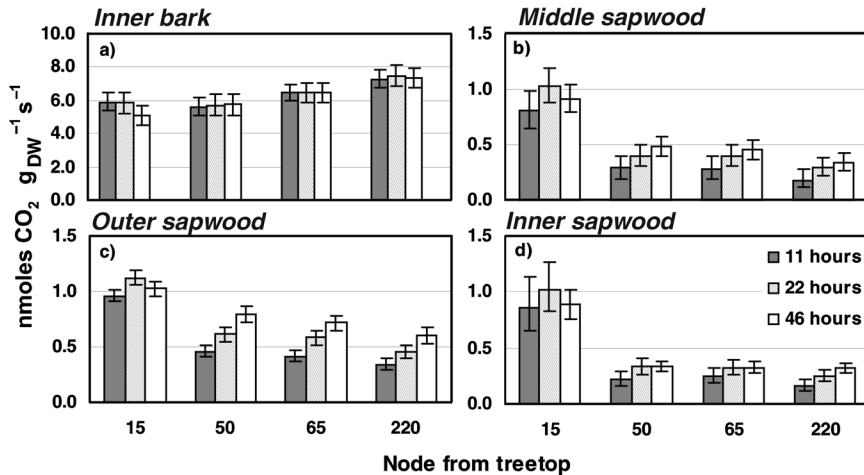 Inner bark
Middle sapwood
a)
10.0
8.0
6.0
4.0
2.0
0.0
b)
1.5
1.0
0.5
0.0
nmoles CO₂ g_DW⁻¹ s⁻¹
Outer sapwood
Inner sapwood
c)
1.5
1.0
0.5
0.0
d)
1.5
1.0
0.5
0.0
11 hours
22 hours
46 hours
15 50 65 220
15 50 65 220
Node from treetop